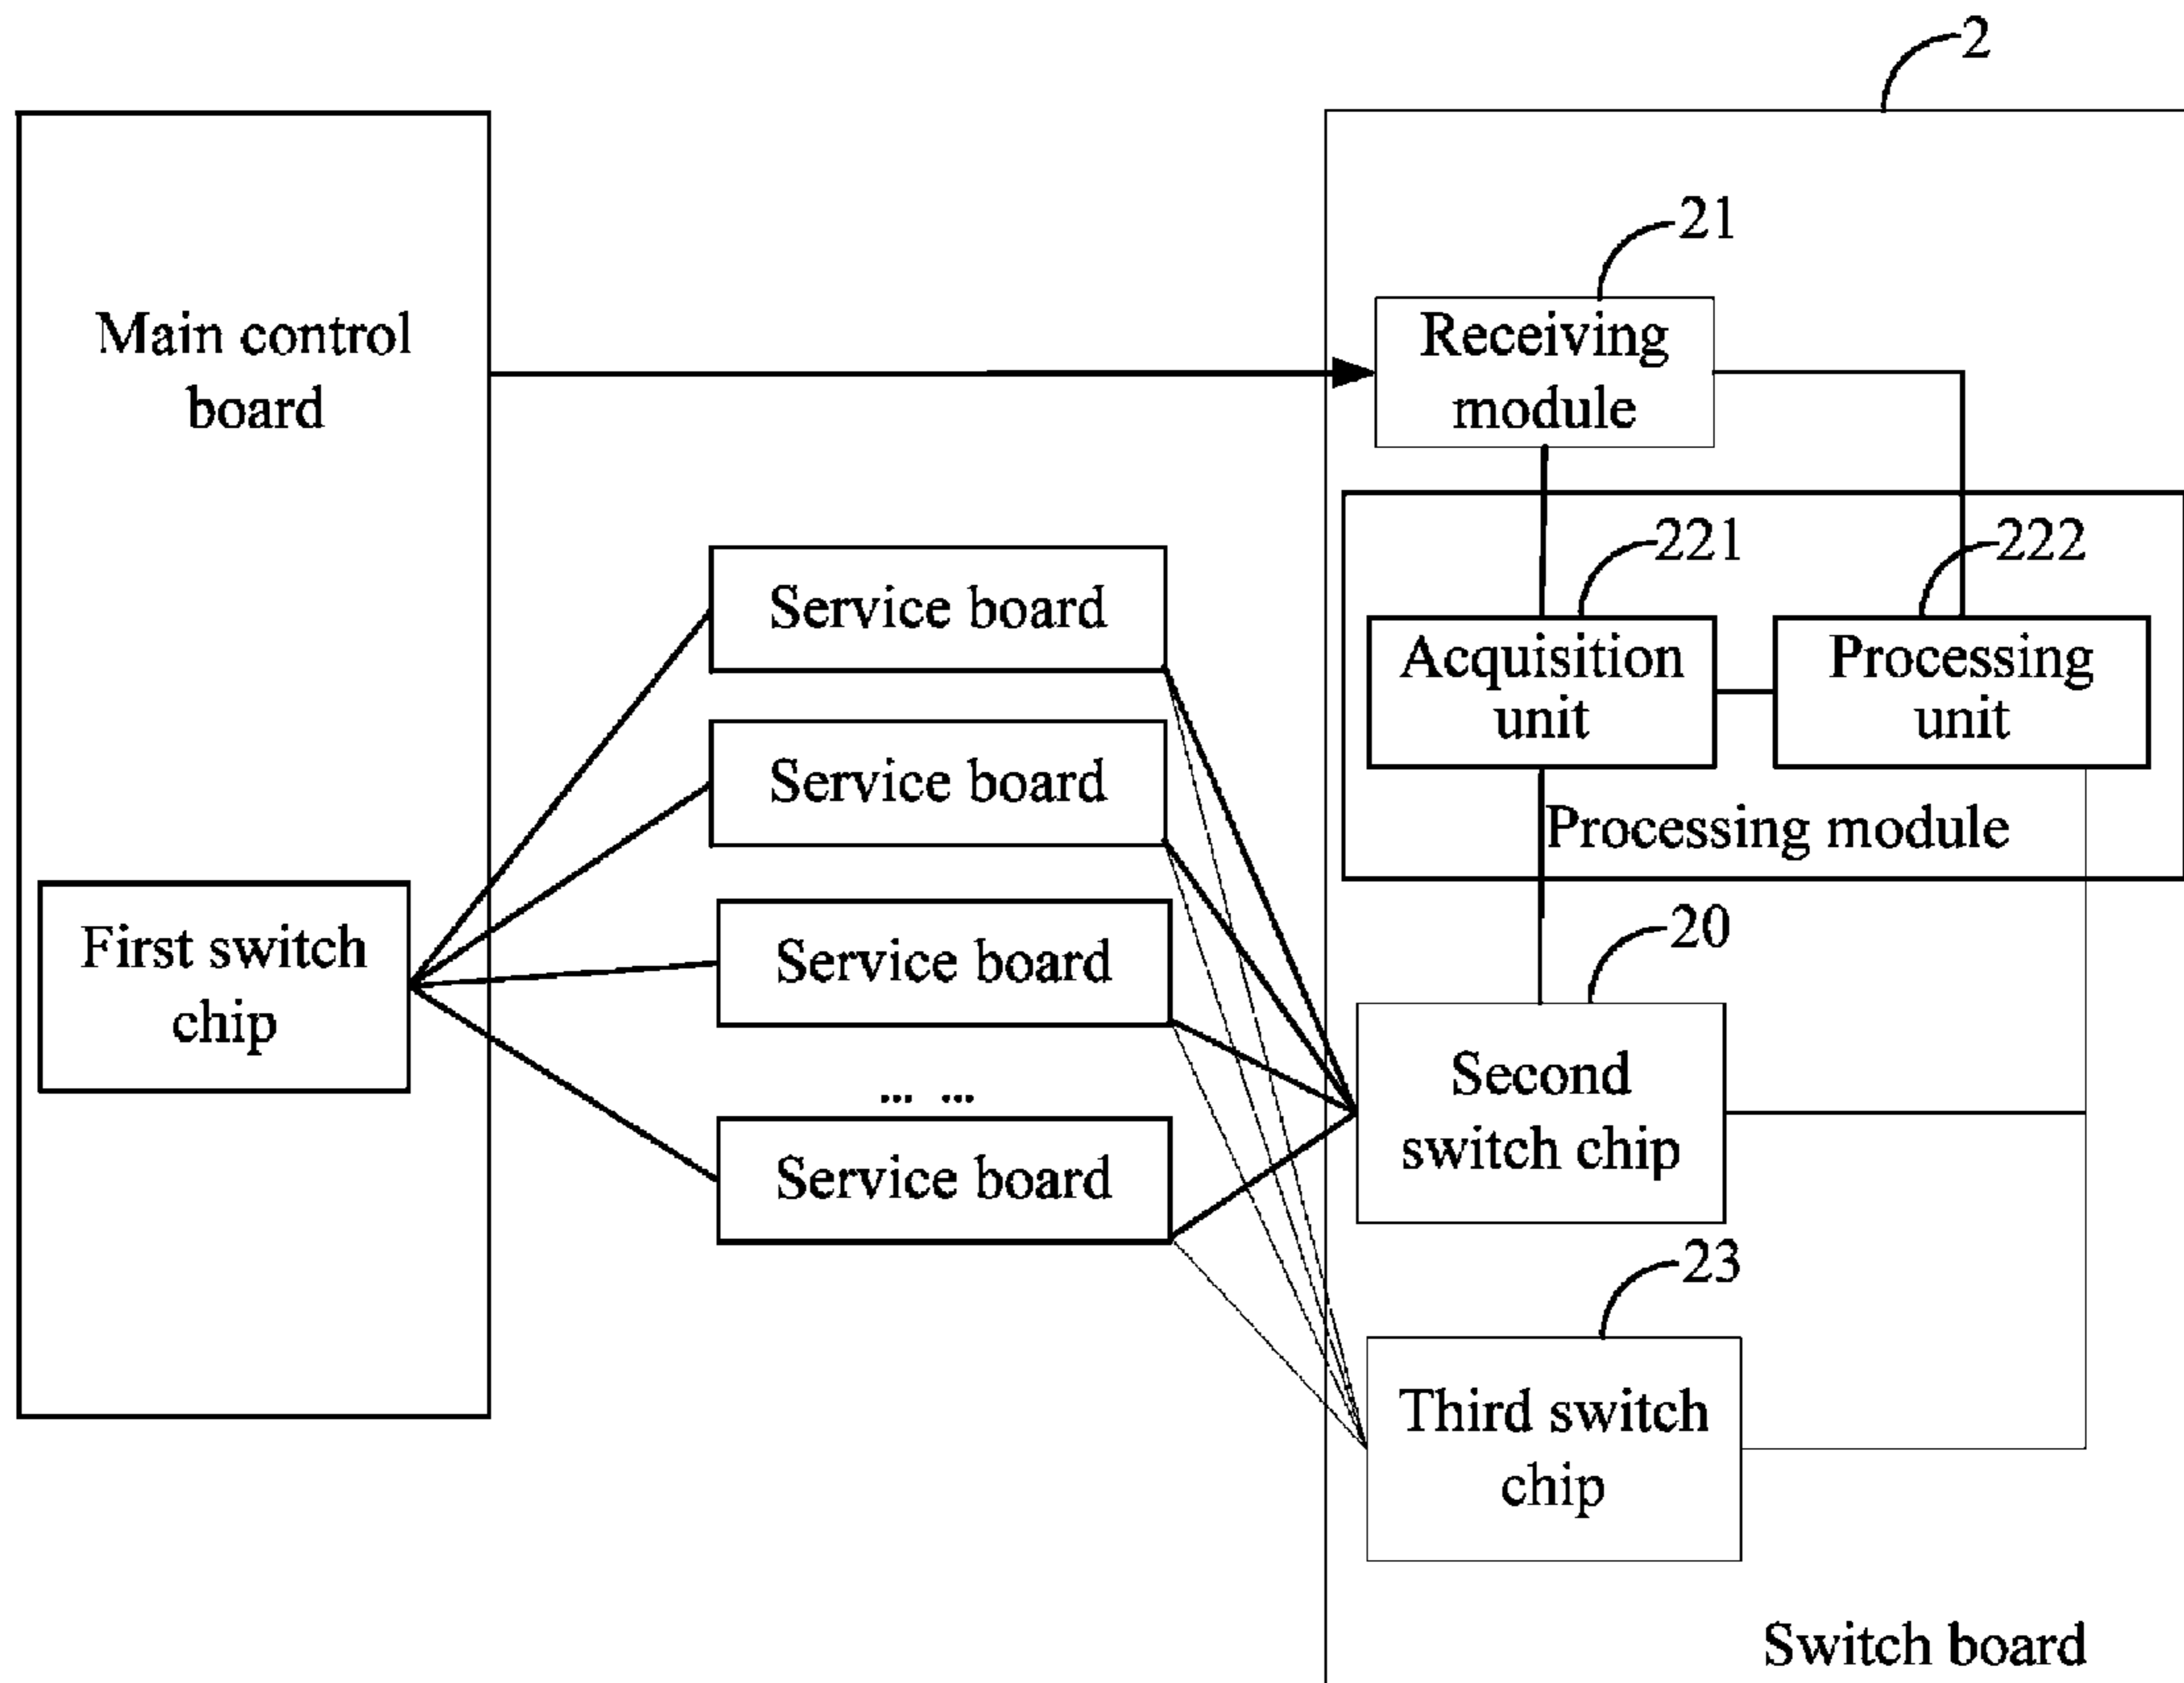 2
21
Main control
board
Receiving
module
221
222
Service board
Acquisition
unit
Processing
unit
Service board
Processing module
20
First switch
chip
Service board
Second
switch chip
... ...
Service board
23
Third switch
chip
Switch board